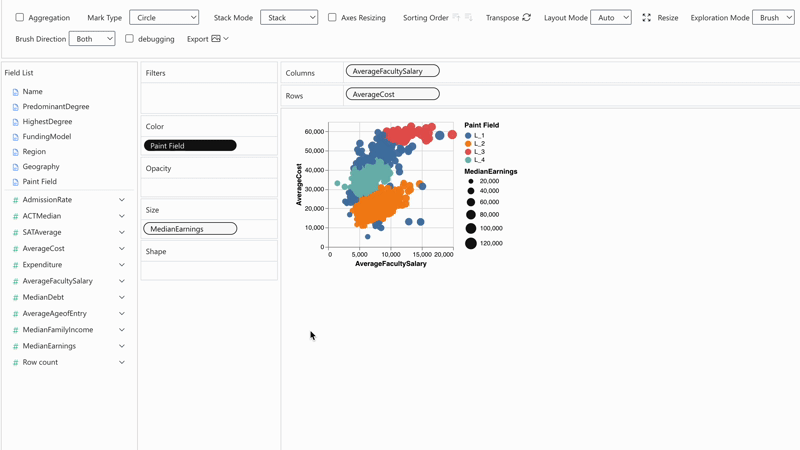 Aggregation Mark Type Circle Stack Mode Stack Axes Resizing Sorting Order Transpose Layout Mode Auto Resize Exploration Mode Brush
Brush Direction Both debugging Export
Field List
Name
PredominantDegree
HighestDegree
FundingModel
Region
Geography
Paint Field
AdmissionRate
ACTMedian
SATAverage
AverageCost
Expenditure
AverageFacultySalary
MedianDebt
AverageAgeofEntry
MedianFamilyIncome
MedianEarnings
Row count
Filters
Color
Paint Field
Opacity
Size
MedianEarnings
Shape
Columns AverageFacultySalary
Rows AverageCost
AverageCost
60,000
50,000
40,000
30,000
20,000
10,000
0
0 5,000 10,000 15,000 20,000
AverageFacultySalary
Paint Field
L_1
L_2
L_3
L_4
MedianEarnings
20,000
40,000
60,000
80,000
100,000
120,000